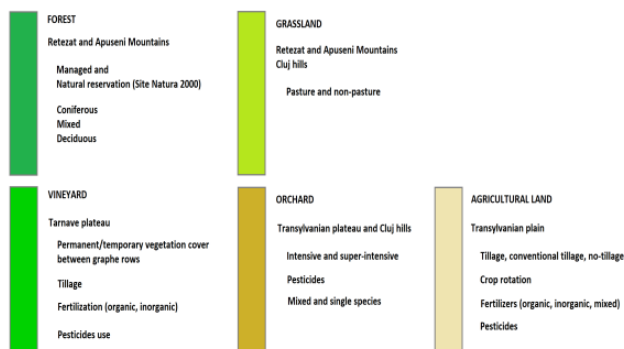 FOREST
Retezat and Apuseni Mountains
Managed and
Natural reservation (Site Natura 2000)
Coniferous
Mixed
Deciduous
GRASSLAND
Retezat and Apuseni Mountains
Cluj hills
Pasture and non-pasture
VINEYARD
Tarnave plateau
Permanent/temporary vegetation cover
between graphe rows
Tillage
Fertilization (organic, inorganic)
Pesticides use
ORCHARD
Transylvanian plateau and Cluj hills
Intensive and super-intensive
Pesticides
Mixed and single species
AGRICULTURAL LAND
Transylvanian plain
Tillage, conventional tillage, no-tillage
Crop rotation
Fertilizers (organic, inorganic, mixed)
Pesticides